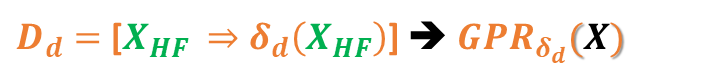 D_d = [X_HF ⇒ δ_d(X_HF)] ➔ GPR_δ_d(X)